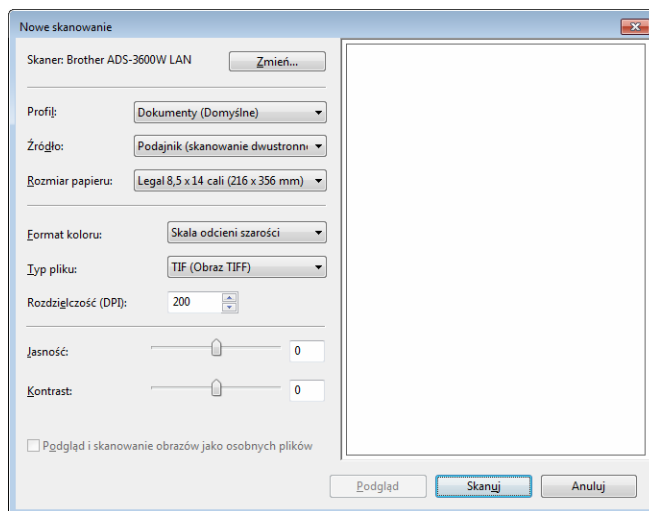 Nowe skanowanie
Skaner: Brother ADS-3600W LAN Zmień...
Profil: Dokumenty (Domyślne)
Źródło: Podajnik (skanowanie dwustronn
Rozmiar papieru: Legal 8,5 x 14 cali (216 x 356 mm)
Format koloru: Skala odcieni szarości
Typ pliku: TIF (Obraz TIFF)
Rozdzielczość (DPI): 200
Jasność: 0
Kontrast: 0
Podgląd i skanowanie obrazów jako osobnych plików
Podgląd Skanuj Anuluj